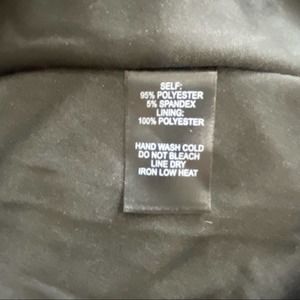 SELF:
95% POLYESTER
5% SPANDEX
LINING:
100% POLYESTER
HAND WASH COLD
DO NOT BLEACH
LINE DRY
IRON LOW HEAT